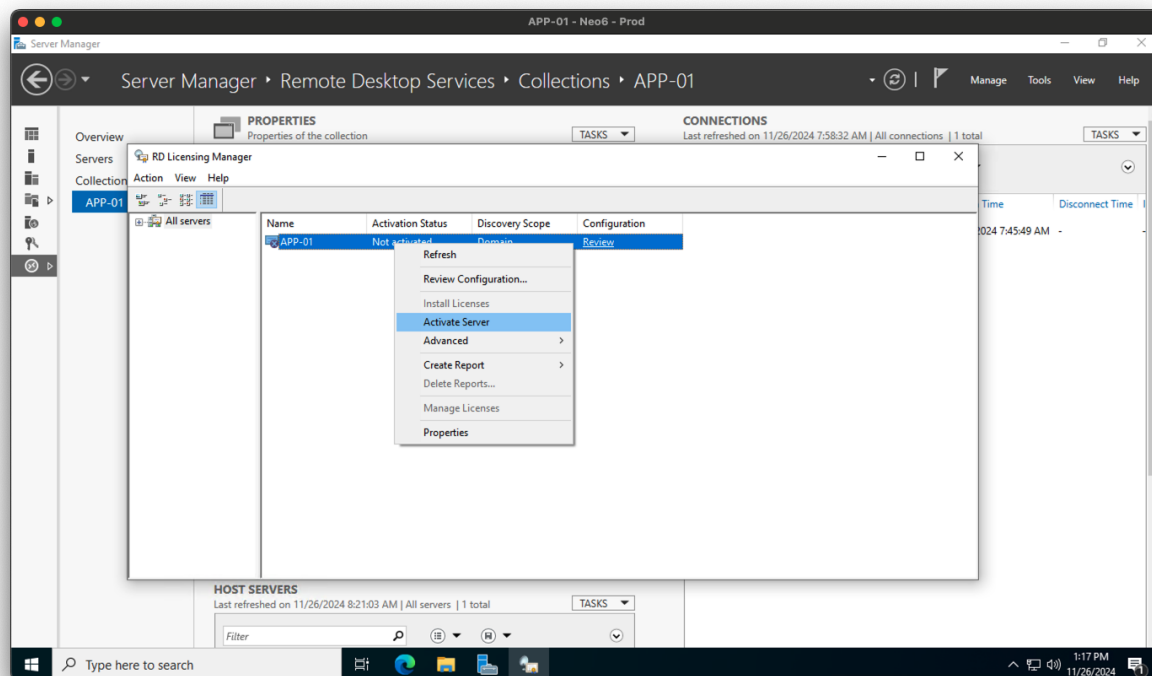 APP-01 - Neo6 - Prod
Server Manager
Server Manager ‣ Remote Desktop Services ‣ Collections ‣ APP-01
Manage Tools View Help
Overview
Servers
Collection
APP-01
PROPERTIES
Properties of the collection
TASKS
CONNECTIONS
Last refreshed on 11/26/2024 7:58:32 AM | All connections | 1 total
TASKS
Time Disconnect Time
2024 7:45:49 AM -
RD Licensing Manager
Action View Help
All servers
Name Activation Status Discovery Scope Configuration
APP-01 Not activated Domain Review
Refresh
Review Configuration...
Install Licenses
Activate Server
Advanced
Create Report
Delete Reports...
Manage Licenses
Properties
HOST SERVERS
Last refreshed on 11/26/2024 8:21:03 AM | All servers | 1 total
TASKS
Filter
Type here to search
1:17 PM
11/26/2024
1